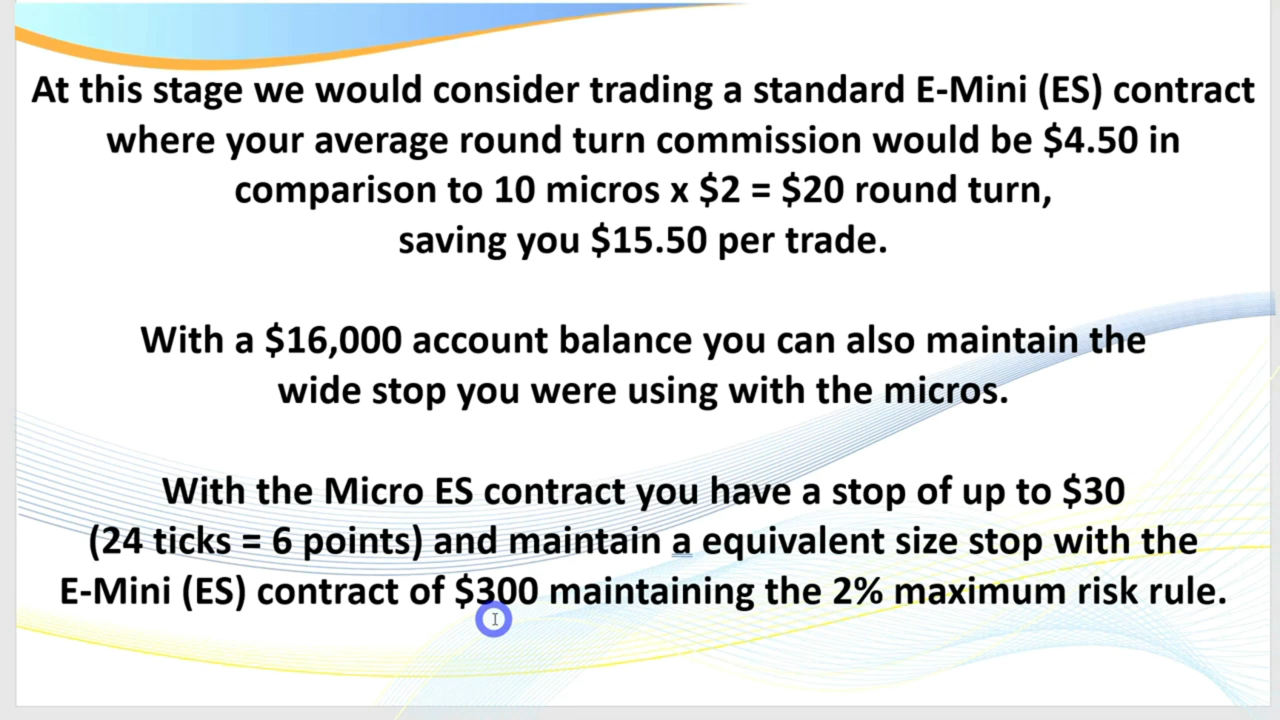 At this stage we would consider trading a standard E-Mini (ES) contract
where your average round turn commission would be $4.50 in
comparison to 10 micros x $2 = $20 round turn,
saving you $15.50 per trade.
With a $16,000 account balance you can also maintain the
wide stop you were using with the micros.
With the Micro ES contract you have a stop of up to $30
(24 ticks = 6 points) and maintain a equivalent size stop with the
E-Mini (ES) contract of $300 maintaining the 2% maximum risk rule.